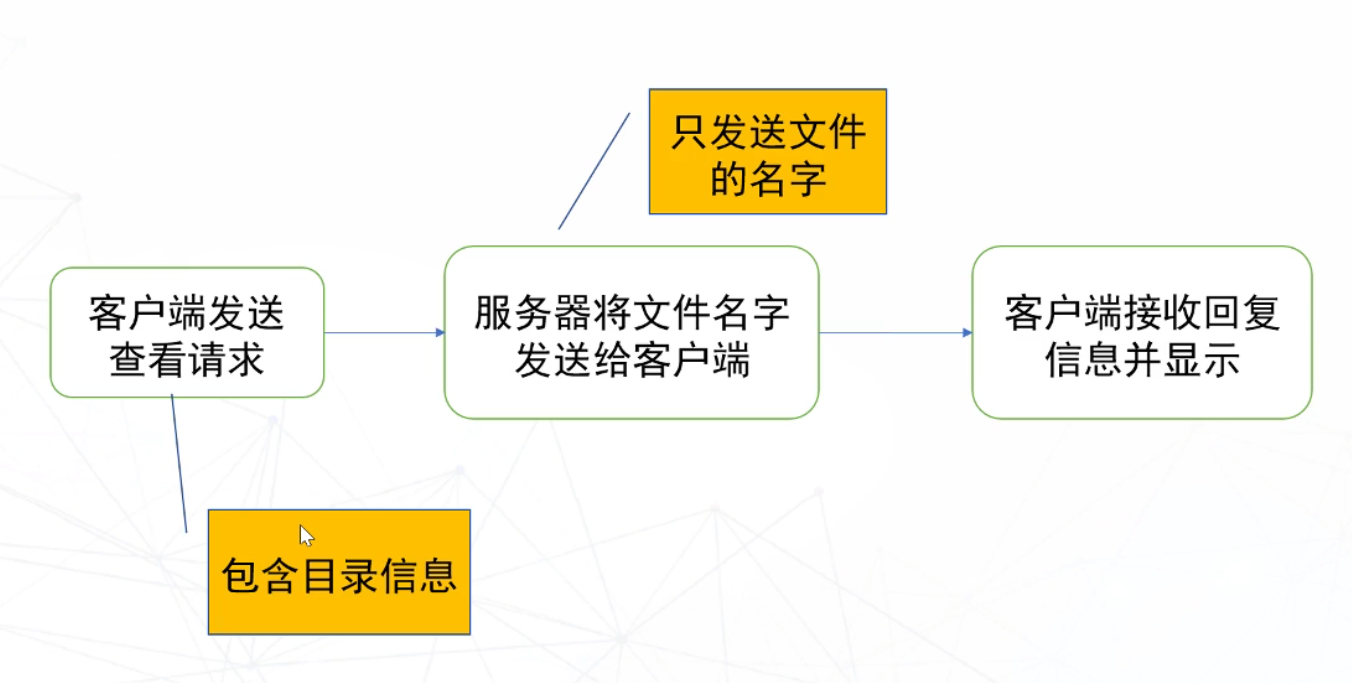 只发送文件
的名字
客户端发送
查看请求
服务器将文件名字
发送给客户端
客户端接收回复
信息并显示
包含目录信息